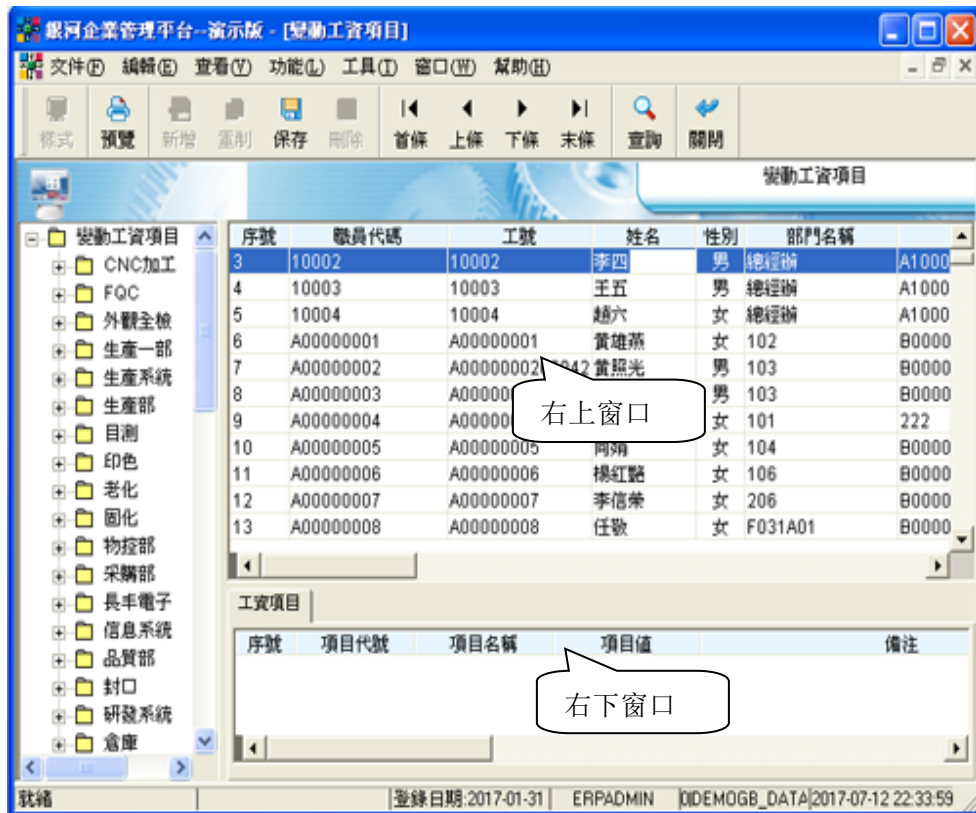 銀河企業管理平台--演示版 - [變動工資項目]
文件(F) 編輯(E) 查看(V) 功能(L) 工具(T) 窗口(W) 幫助(H)
樣式 預覽 新增 重制 保存 刪除 首條 上條 下條 末條 查詢 關閉
變動工資項目
變動工資項目
CNC加工
FQC
外觀全檢
生產一部
生產系統
生產部
目測
印色
老化
固化
物控部
采購部
長丰電子
信息系統
品質部
封口
研發系統
倉庫
序號 職員代碼 工號 姓名 性別 部門名稱
3 10002 10002 李四 男 總經辦 A1000
4 10003 10003 王五 男 總經辦 A1000
5 10004 10004 趙六 女 總經辦 A1000
6 A00000001 A00000001 黃雄燕 女 102 B0000
7 A00000002 A00000002 0042 黃照光 男 103 B0000
8 A00000003 A00000 男 103 B0000
9 A00000004 A00000 女 101 222
10 A00000005 A00000005 向娟 女 104 B0000
11 A00000006 A00000006 楊紅艷 女 106 B0000
12 A00000007 A00000007 李信榮 女 206 B0000
13 A00000008 A00000008 任敬 女 F031A01 B0000
右上窗口
工資項目
序號 項目代號 項目名稱 項目值 備注
右下窗口
就緒 登錄日期:2017-01-31 ERPADMIN 0|DEMOGB_DATA 2017-07-12 22:33:59